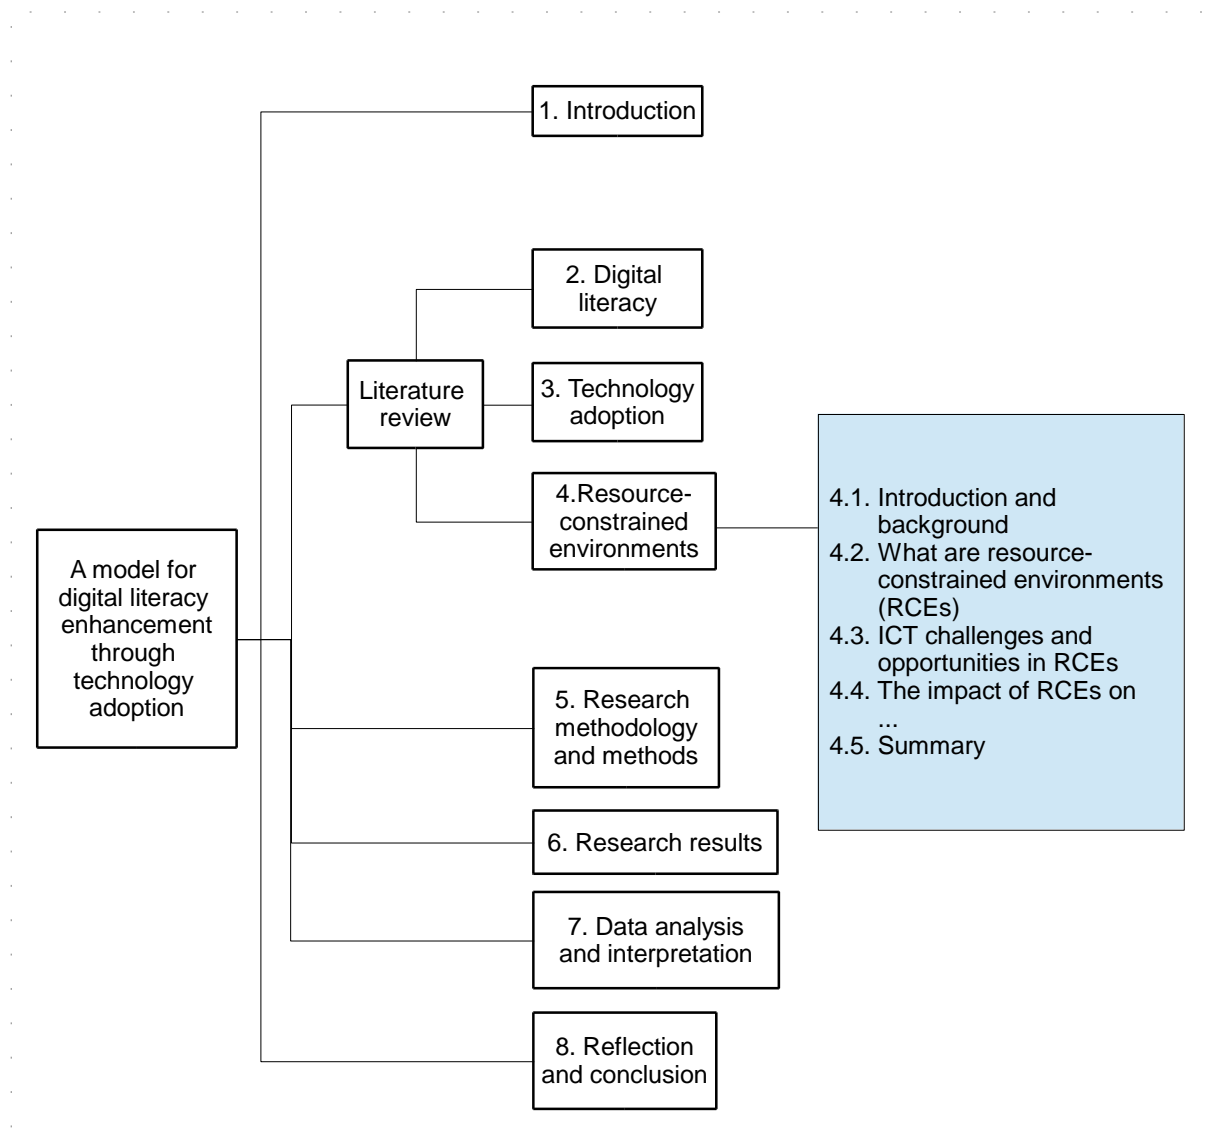 1. Introduction
2. Digital
literacy
Literature
review
3. Technology
adoption
4.Resource-
constrained
environments
4.1. Introduction and
background
4.2. What are resource-
constrained environments
(RCEs)
4.3. ICT challenges and
opportunities in RCEs
4.4. The impact of RCEs on
...
4.5. Summary
A model for
digital literacy
enhancement
through
technology
adoption
5. Research
methodology
and methods
6. Research results
7. Data analysis
and interpretation
8. Reflection
and conclusion